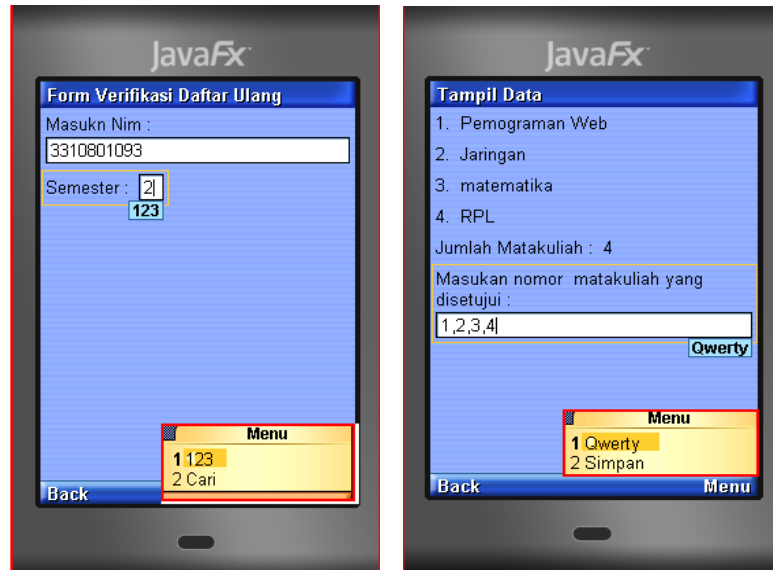 JavaFx
Form Verifikasi Daftar Ulang
Masukn Nim :
3310801093
Semester : 2
123
Menu
1 123
2 Cari
Back
JavaFx
Tampil Data
1. Pemograman Web
2. Jaringan
3. matematika
4. RPL
Jumlah Matakuliah : 4
Masukan nomor matakuliah yang
disetujui :
1,2,3,4
Qwerty
Menu
1 Qwerty
2 Simpan
Back Menu